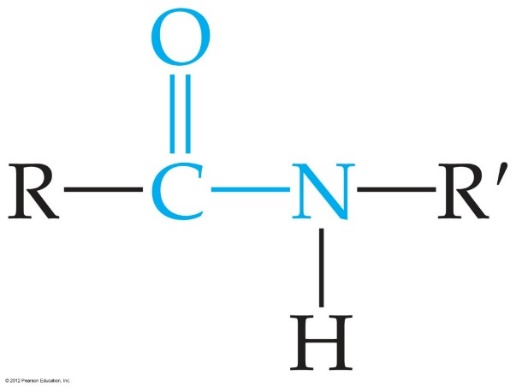 O
R C N R′
H
© 2012 Pearson Education, Inc.